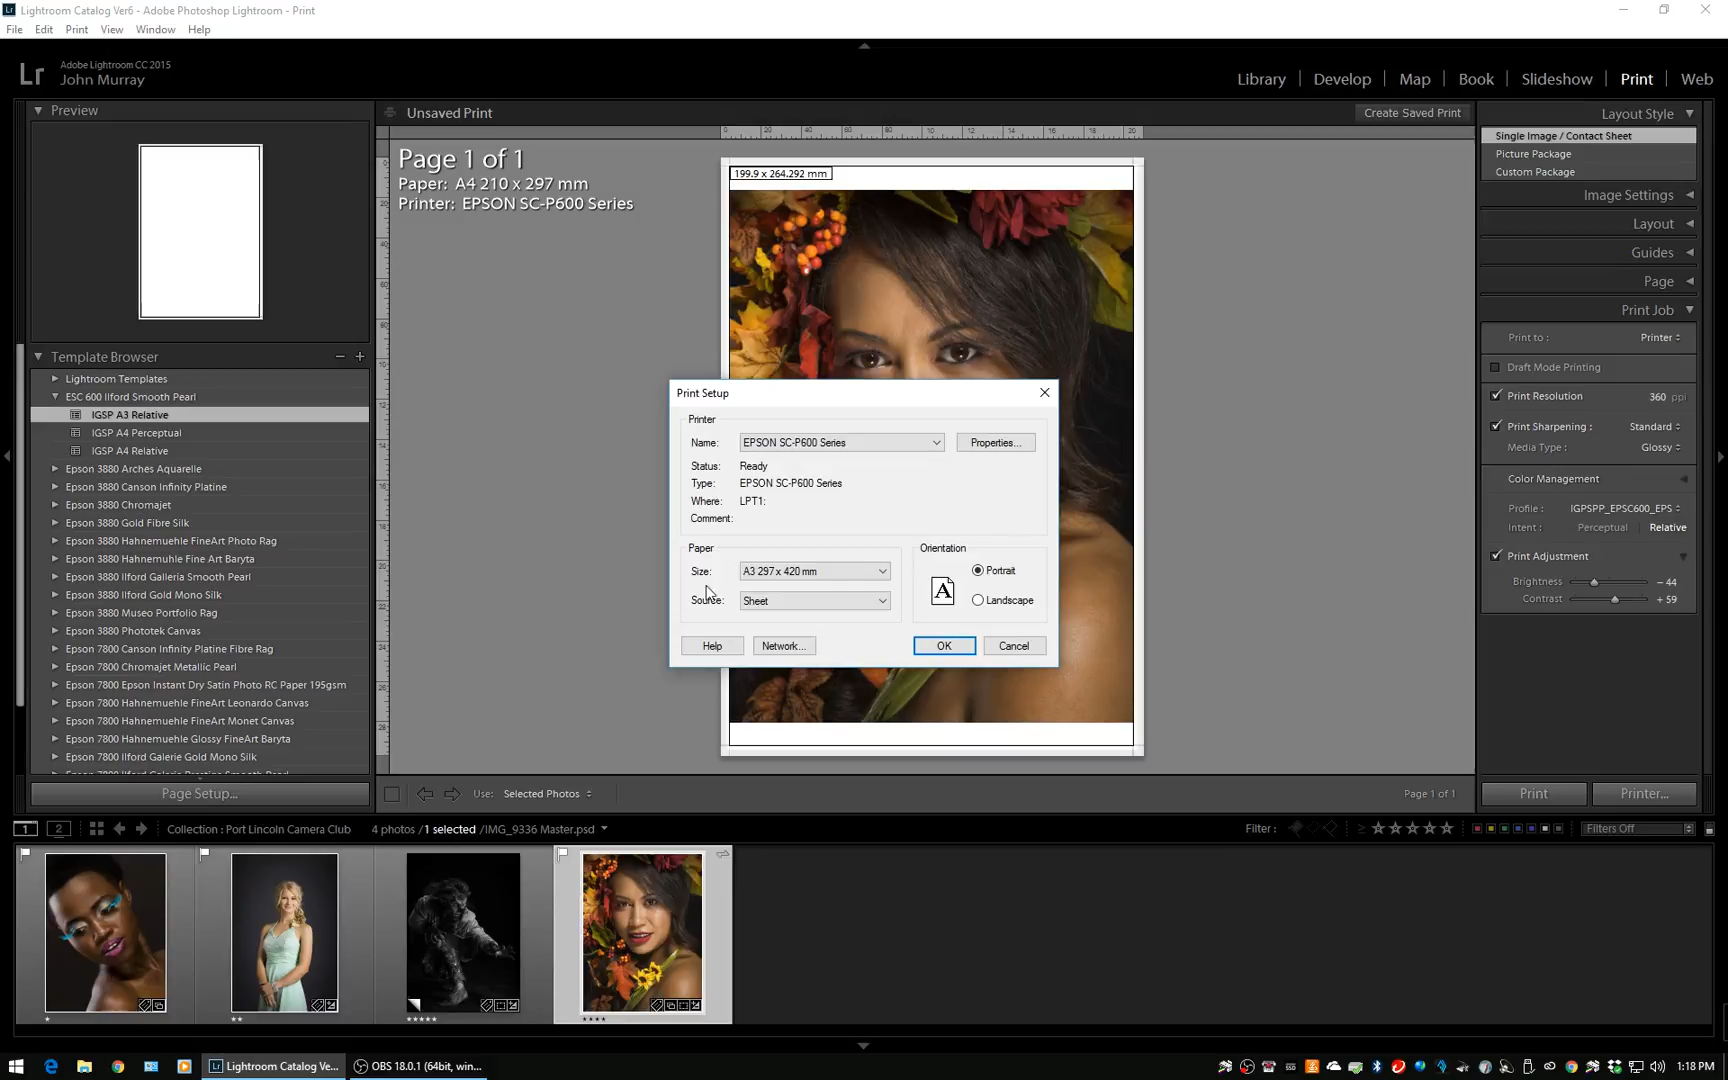 Lightroom Catalog Ver6 - Adobe Photoshop Lightroom - Print
File Edit Print View Window Help
Lr
Adobe Lightroom CC 2015
John Murray
Library | Develop | Map | Book | Slideshow | Print | Web
Preview
Unsaved Print
Create Saved Print
Page 1 of 1
Paper: A4 210 x 297 mm
Printer: EPSON SC-P600 Series
199.9 x 264.292 mm
Template Browser
Lightroom Templates
ESC 600 Ilford Smooth Pearl
IGSP A3 Relative
IGSP A4 Perceptual
IGSP A4 Relative
Epson 3880 Arches Aquarelle
Epson 3880 Canson Infinity Platine
Epson 3880 Chromajet
Epson 3880 Gold Fibre Silk
Epson 3880 Hahnemuehle FineArt Photo Rag
Epson 3880 Hahnemuehle Fine Art Baryta
Epson 3880 Ilford Galleria Smooth Pearl
Epson 3880 Ilford Gold Mono Silk
Epson 3880 Museo Portfolio Rag
Epson 3880 Phototek Canvas
Epson 7800 Canson Infinity Platine Fibre Rag
Epson 7800 Chromajet Metallic Pearl
Epson 7800 Epson Instant Dry Satin Photo RC Paper 195gsm
Epson 7800 Hahnemuehle FineArt Leonardo Canvas
Epson 7800 Hahnemuehle FineArt Monet Canvas
Epson 7800 Hahnemuehle Glossy FineArt Baryta
Epson 7800 Ilford Galerie Gold Mono Silk
Epson 7800 Ilford Galerie Prestige Smooth Pearl
Page Setup...
Print Setup
Printer
Name: EPSON SC-P600 Series
Properties...
Status: Ready
Type: EPSON SC-P600 Series
Where: LPT1:
Comment:
Paper
Size: A3 297 x 420 mm
Source: Sheet
Orientation
A
Portrait
Landscape
Help
Network...
OK
Cancel
Layout Style
Single Image / Contact Sheet
Picture Package
Custom Package
Image Settings
Layout
Guides
Page
Print Job
Print to : Printer
Draft Mode Printing
Print Resolution 360 ppi
Print Sharpening : Standard
Media Type : Glossy
Color Management
Profile : IGPSPP_EPSC600_EPS
Intent : Perceptual Relative
Print Adjustment
Brightness - 44
Contrast + 59
Use: Selected Photos
Page 1 of 1
Print
Printer...
1 2
Collection : Port Lincoln Camera Club
4 photos / 1 selected / IMG_9336 Master.psd
Filter :
Filters Off
Lightroom Catalog Ve...
OBS 18.0.1 (64bit, win...
1:18 PM